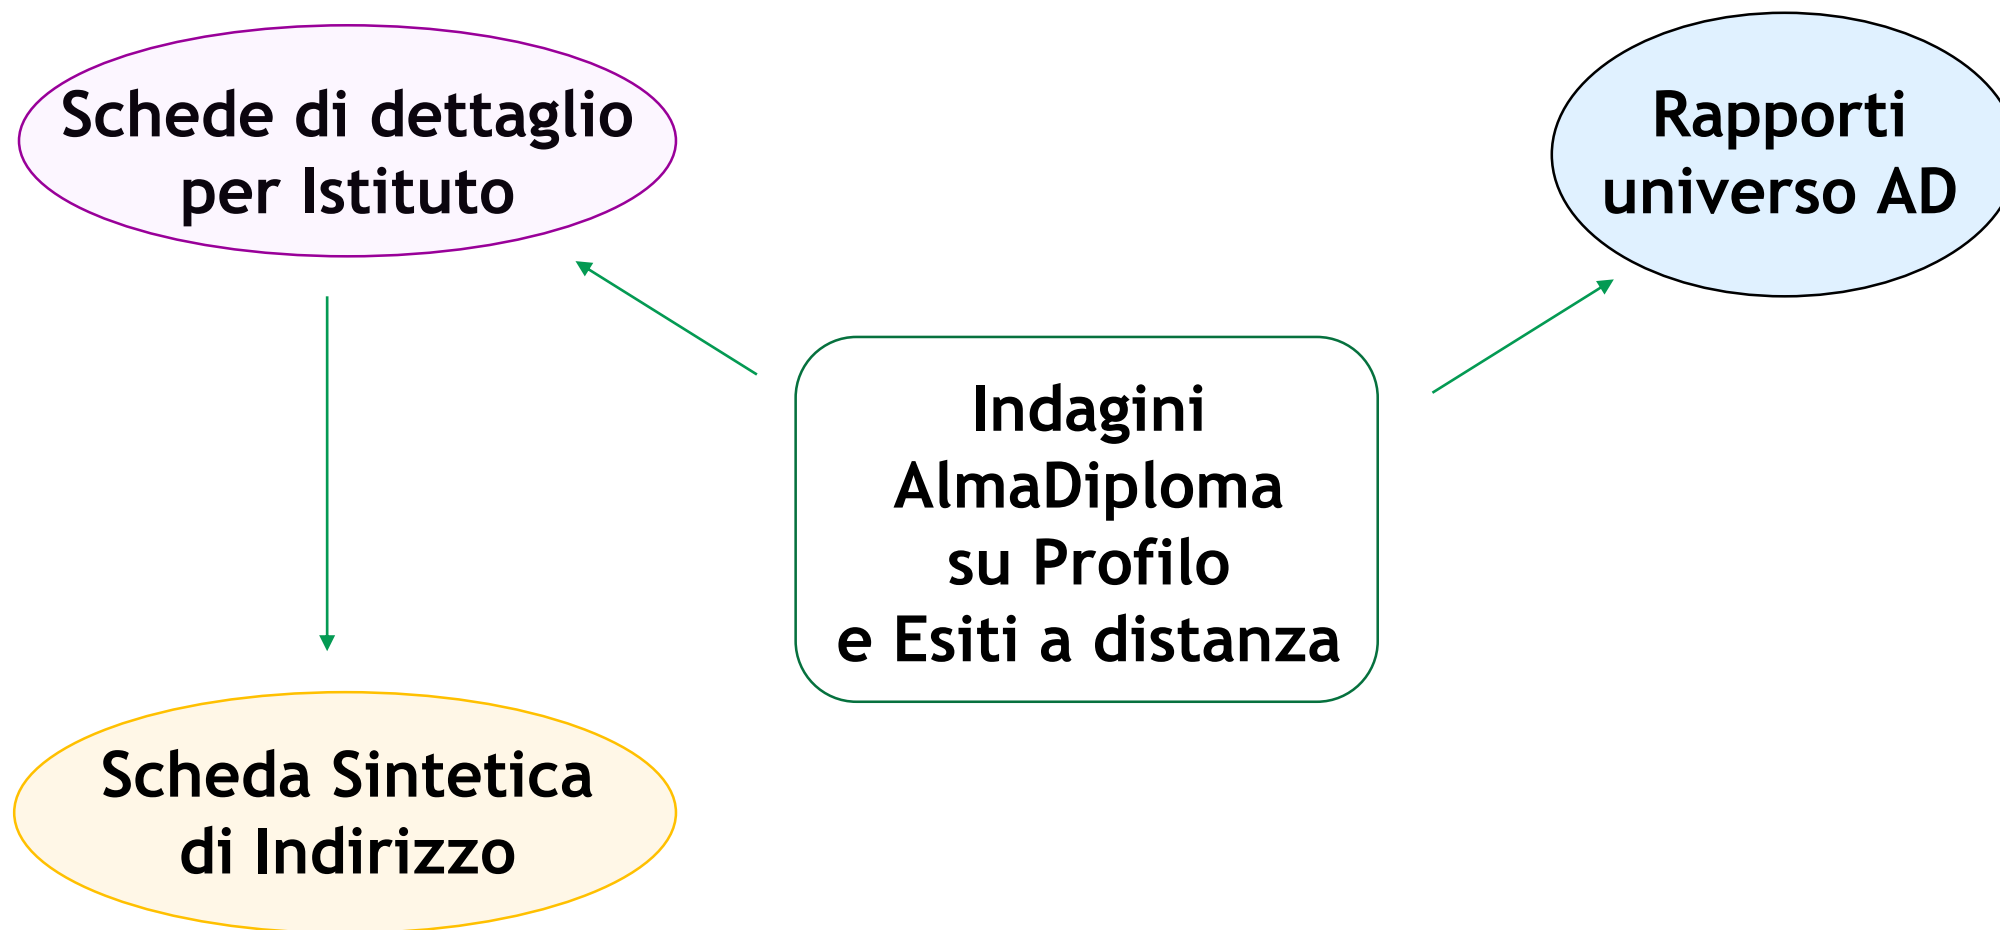 Schede di dettaglio
per Istituto
Rapporti
universo AD
Indagini
AlmaDiploma
su Profilo
e Esiti a distanza
Scheda Sintetica
di Indirizzo